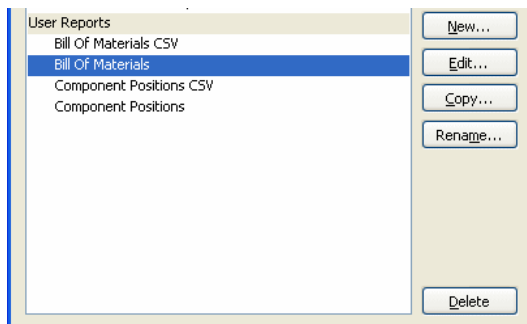 User Reports
Bill Of Materials CSV
Bill Of Materials
Component Positions CSV
Component Positions
New...
Edit...
Copy...
Rename...
Delete